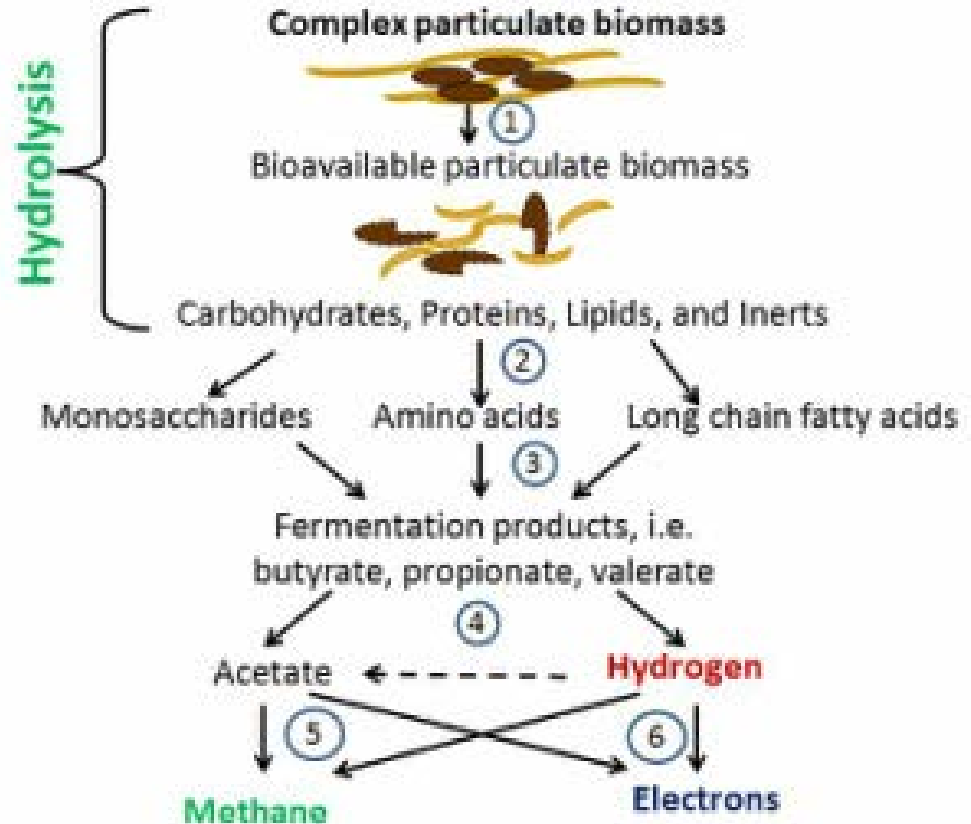 Complex particulate biomass
Hydrolysis
1
Bioavailable particulate biomass
Carbohydrates, Proteins, Lipids, and Inerts
2
Monosaccharides Amino acids Long chain fatty acids
3
Fermentation products, i.e.
butyrate, propionate, valerate
4
Acetate Hydrogen
5 6
Methane Electrons